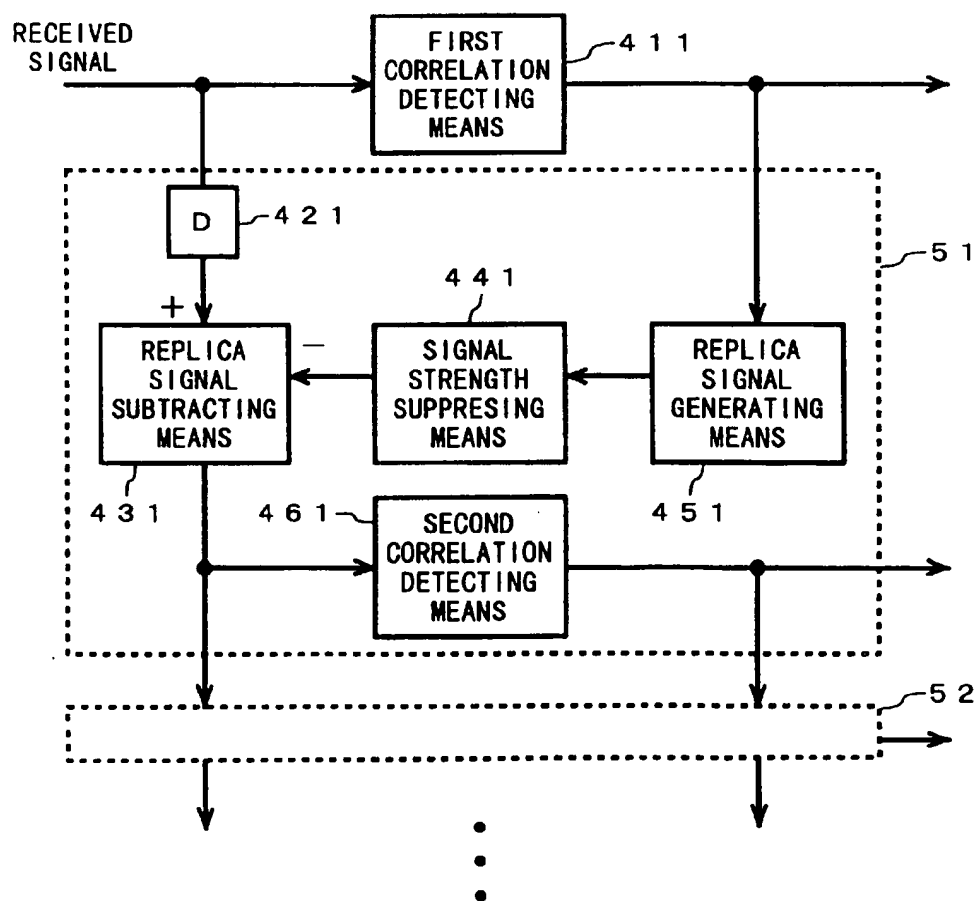 RECEIVED
SIGNAL
FIRST
CORRELATION
DETECTING
MEANS
411
D
421
51
441
+
−
REPLICA
SIGNAL
SUBTRACTING
MEANS
SIGNAL
STRENGTH
SUPPRESING
MEANS
REPLICA
SIGNAL
GENERATING
MEANS
431
461
451
SECOND
CORRELATION
DETECTING
MEANS
52